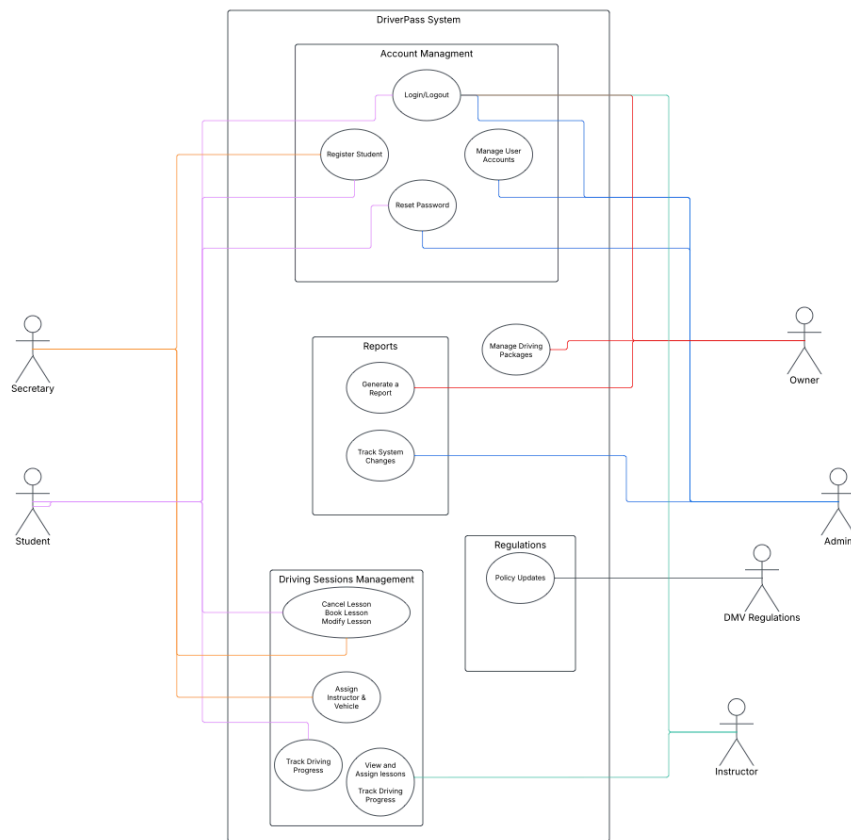 DriverPass System
Account Managment
Login/Logout
Register Student
Manage User
Accounts
Reset Password
Secretary
Owner
Manage Driving
Packages
Reports
Generate a
Report
Track System
Changes
Student
Admin
Regulations
Policy Updates
DMV Regulations
Driving Sessions Management
Cancel Lesson
Book Lesson
Modify Lesson
Assign
Instructor &
Vehicle
Track Driving
Progress
View and
Assign lessons
Track Driving
Progress
Instructor